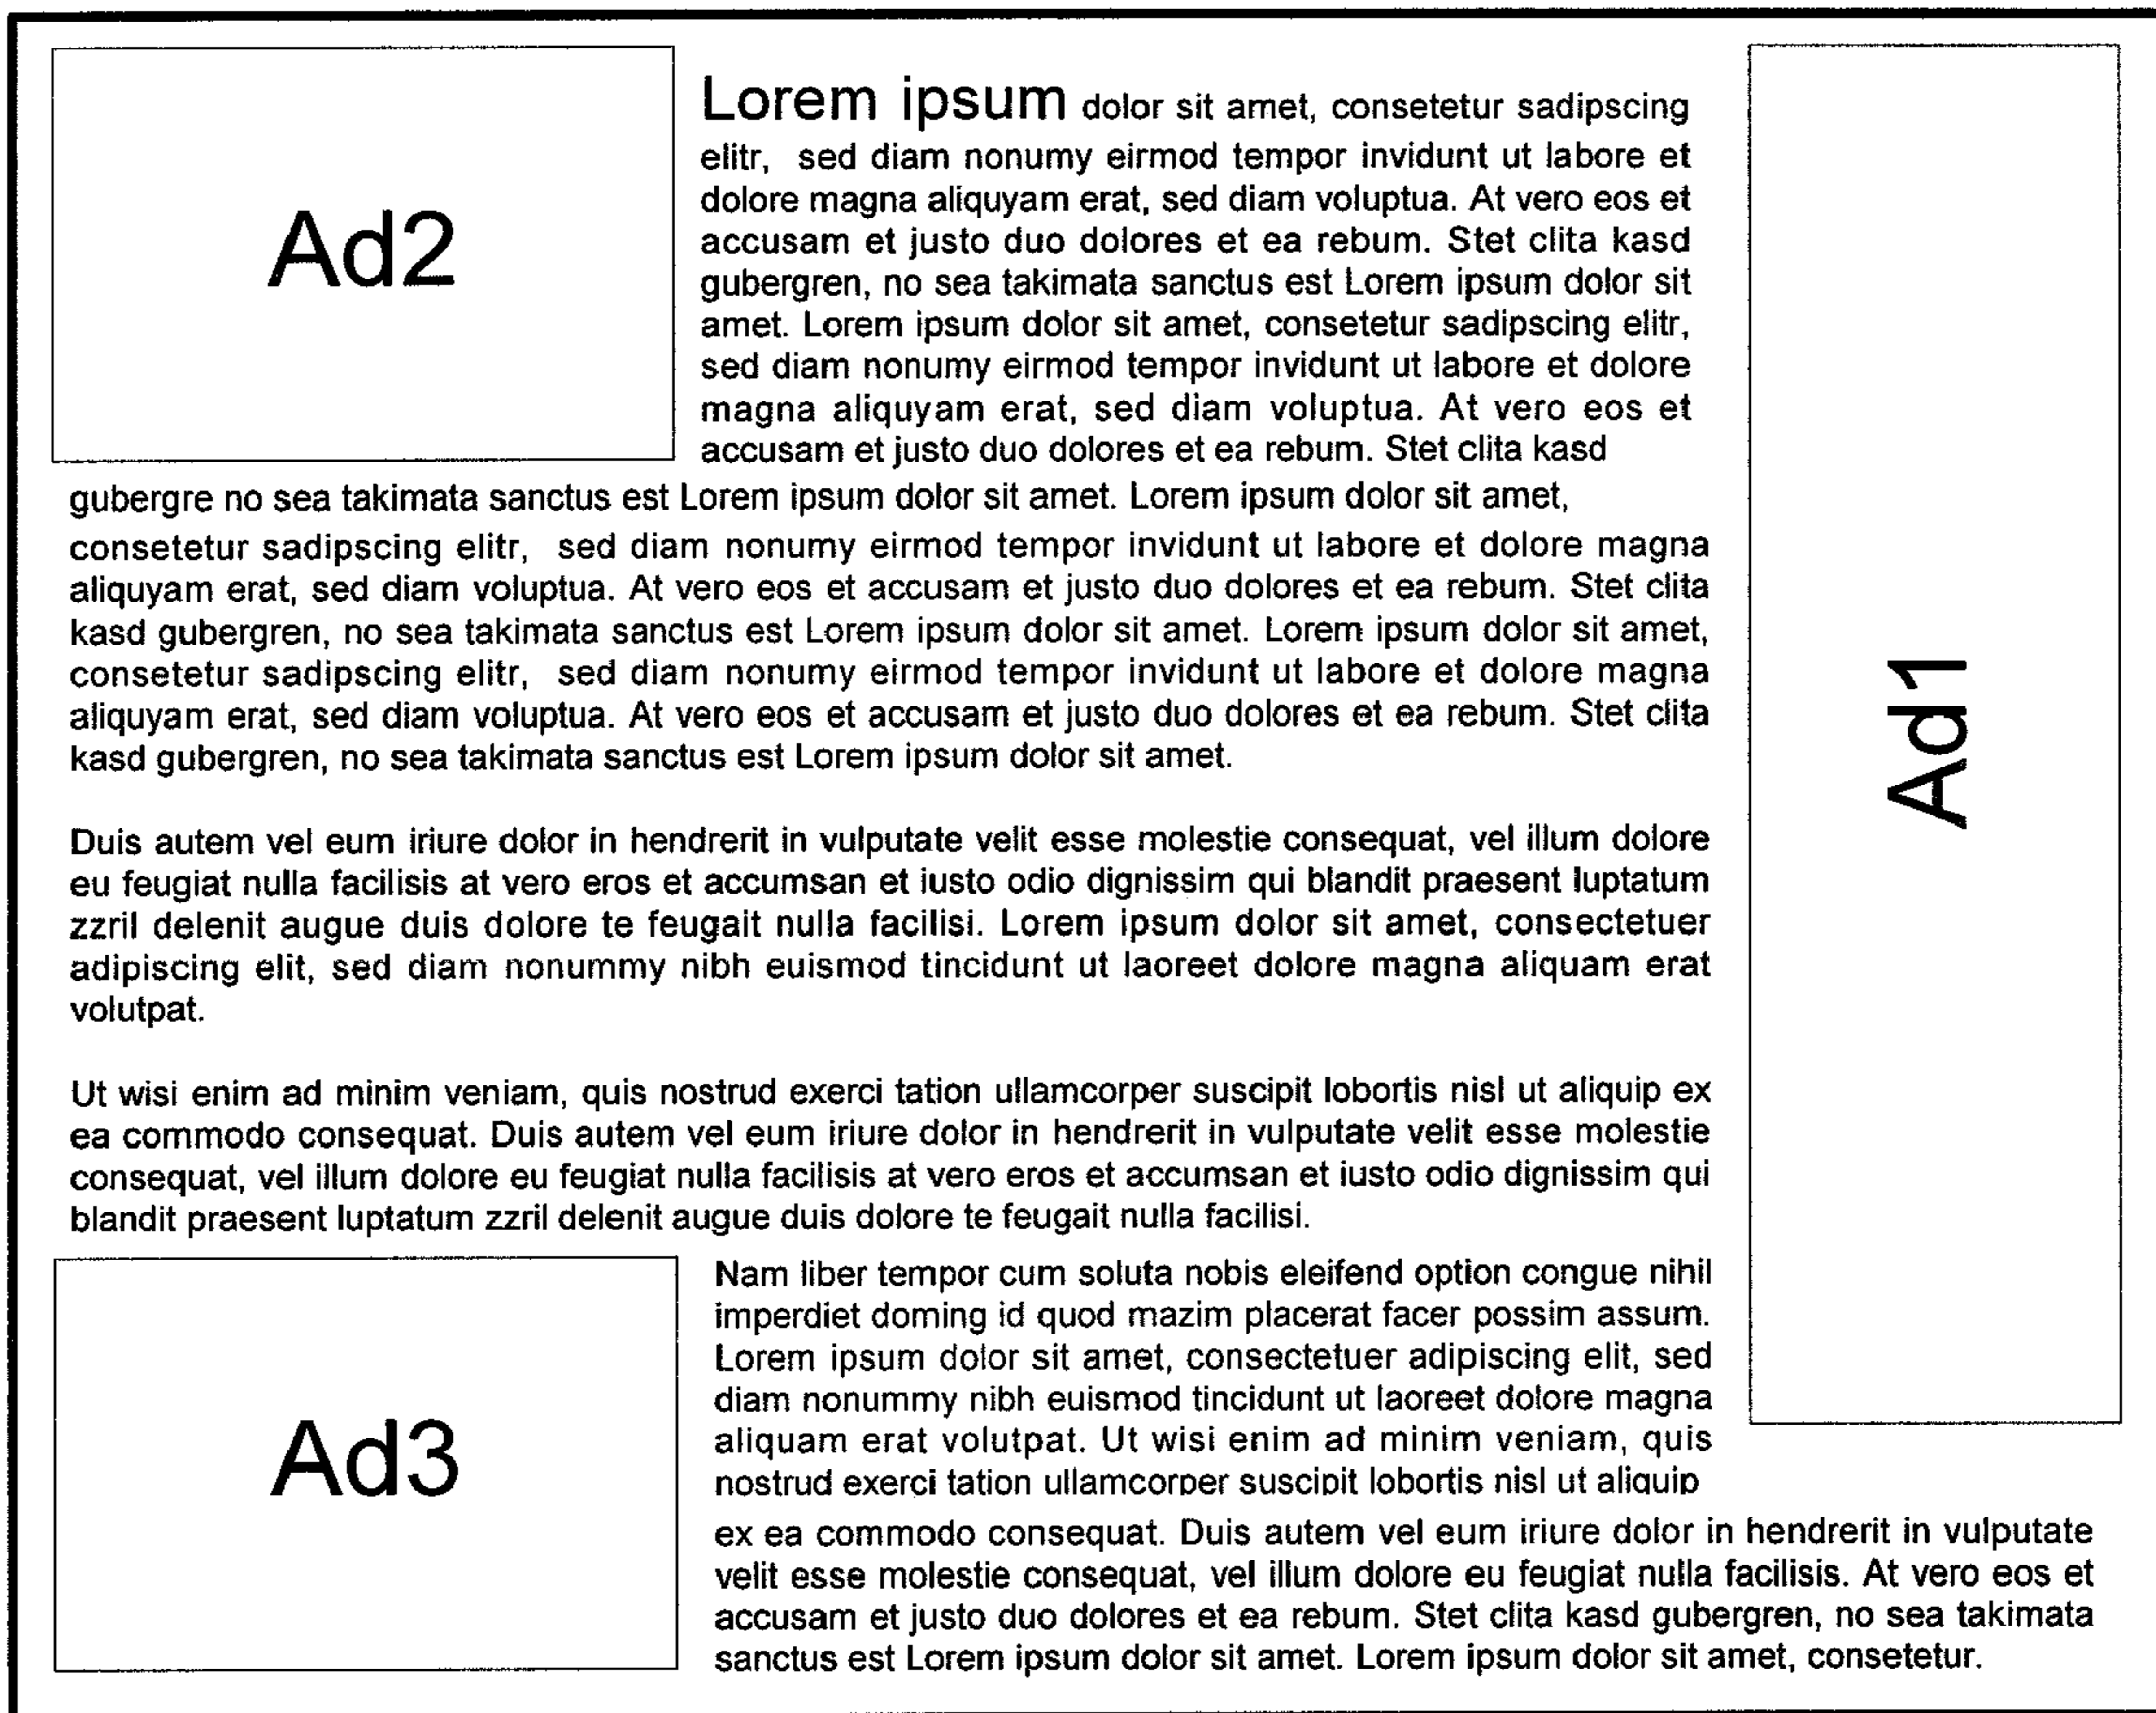 Ad2
Lorem ipsum dolor sit amet, consetetur sadipscing
elitr, sed diam nonumy eirmod tempor invidunt ut labore et
dolore magna aliquyam erat, sed diam voluptua. At vero eos et
accusam et justo duo dolores et ea rebum. Stet clita kasd
gubergren, no sea takimata sanctus est Lorem ipsum dolor sit
amet. Lorem ipsum dolor sit amet, consetetur sadipscing elitr,
sed diam nonumy eirmod tempor invidunt ut labore et dolore
magna aliquyam erat, sed diam voluptua. At vero eos et
accusam et justo duo dolores et ea rebum. Stet clita kasd
gubergre no sea takimata sanctus est Lorem ipsum dolor sit amet. Lorem ipsum dolor sit amet,
consetetur sadipscing elitr, sed diam nonumy eirmod tempor invidunt ut labore et dolore magna
aliquyam erat, sed diam voluptua. At vero eos et accusam et justo duo dolores et ea rebum. Stet clita
kasd gubergren, no sea takimata sanctus est Lorem ipsum dolor sit amet. Lorem ipsum dolor sit amet,
consetetur sadipscing elitr, sed diam nonumy eirmod tempor invidunt ut labore et dolore magna
aliquyam erat, sed diam voluptua. At vero eos et accusam et justo duo dolores et ea rebum. Stet clita
kasd gubergren, no sea takimata sanctus est Lorem ipsum dolor sit amet.
Duis autem vel eum iriure dolor in hendrerit in vulputate velit esse molestie consequat, vel illum dolore
eu feugiat nulla facilisis at vero eros et accumsan et iusto odio dignissim qui blandit praesent luptatum
zzril delenit augue duis dolore te feugait nulla facilisi. Lorem ipsum dolor sit amet, consectetuer
adipiscing elit, sed diam nonummy nibh euismod tincidunt ut laoreet dolore magna aliquam erat
volutpat.
Ut wisi enim ad minim veniam, quis nostrud exerci tation ullamcorper suscipit lobortis nisl ut aliquip ex
ea commodo consequat. Duis autem vel eum iriure dolor in hendrerit in vulputate velit esse molestie
consequat, vel illum dolore eu feugiat nulla facilisis at vero eros et accumsan et iusto odio dignissim qui
blandit praesent luptatum zzril delenit augue duis dolore te feugait nulla facilisi.
Ad3
Nam liber tempor cum soluta nobis eleifend option congue nihil
imperdiet doming id quod mazim placerat facer possim assum.
Lorem ipsum dolor sit amet, consectetuer adipiscing elit, sed
diam nonummy nibh euismod tincidunt ut laoreet dolore magna
aliquam erat volutpat. Ut wisi enim ad minim veniam, quis
nostrud exerci tation ullamcorper suscipit lobortis nisl ut aliquip
ex ea commodo consequat. Duis autem vel eum iriure dolor in hendrerit in vulputate
velit esse molestie consequat, vel illum dolore eu feugiat nulla facilisis. At vero eos et
accusam et justo duo dolores et ea rebum. Stet clita kasd gubergren, no sea takimata
sanctus est Lorem ipsum dolor sit amet. Lorem ipsum dolor sit amet, consetetur.
Ad1